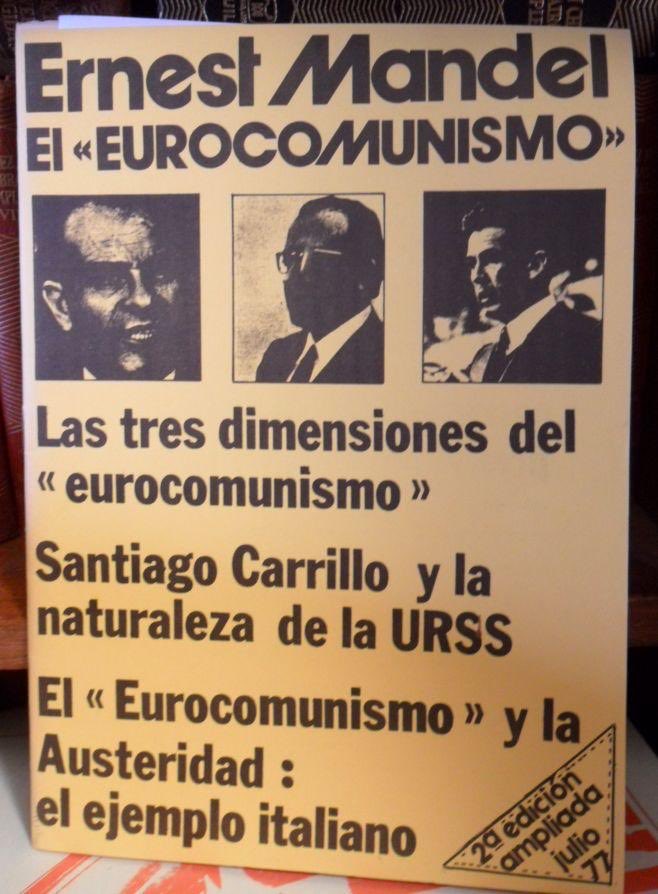 Ernest Mandel
El «EUROCOMUNISMO»
Las tres dimensiones del
« eurocomunismo »
Santiago Carrillo y la
naturaleza de la URSS
El « Eurocomunismo » y la
Austeridad :
el ejemplo italiano
2ª edición
ampliada
julio
77